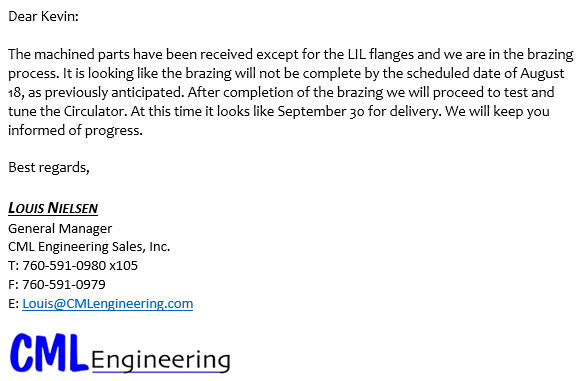 Dear Kevin:
The machined parts have been received except for the LIL flanges and we are in the brazing
process. It is looking like the brazing will not be complete by the scheduled date of August
18, as previously anticipated. After completion of the brazing we will proceed to test and
tune the Circulator. At this time it looks like September 30 for delivery. We will keep you
informed of progress.
Best regards,
LOUIS NIELSEN
General Manager
CML Engineering Sales, Inc.
T: 760-591-0980 x105
F: 760-591-0979
E: Louis@CMLengineering.com
CML Engineering